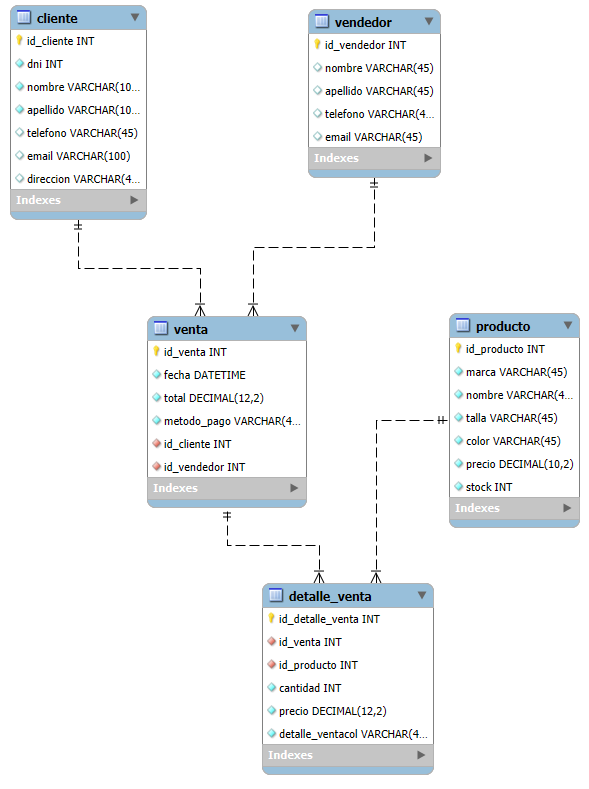 cliente
id_cliente INT
dni INT
nombre VARCHAR(10...
apellido VARCHAR(10...
telefono VARCHAR(45)
email VARCHAR(100)
direccion VARCHAR(4...
Indexes
vendedor
id_vendedor INT
nombre VARCHAR(45)
apellido VARCHAR(45)
telefono VARCHAR(4...
email VARCHAR(45)
Indexes
venta
id_venta INT
fecha DATETIME
total DECIMAL(12,2)
metodo_pago VARCHAR(4...
id_cliente INT
id_vendedor INT
Indexes
producto
id_producto INT
marca VARCHAR(45)
nombre VARCHAR(4...
talla VARCHAR(45)
color VARCHAR(45)
precio DECIMAL(10,2)
stock INT
Indexes
detalle_venta
id_detalle_venta INT
id_venta INT
id_producto INT
cantidad INT
precio DECIMAL(12,2)
detalle_ventacol VARCHAR(4...
Indexes